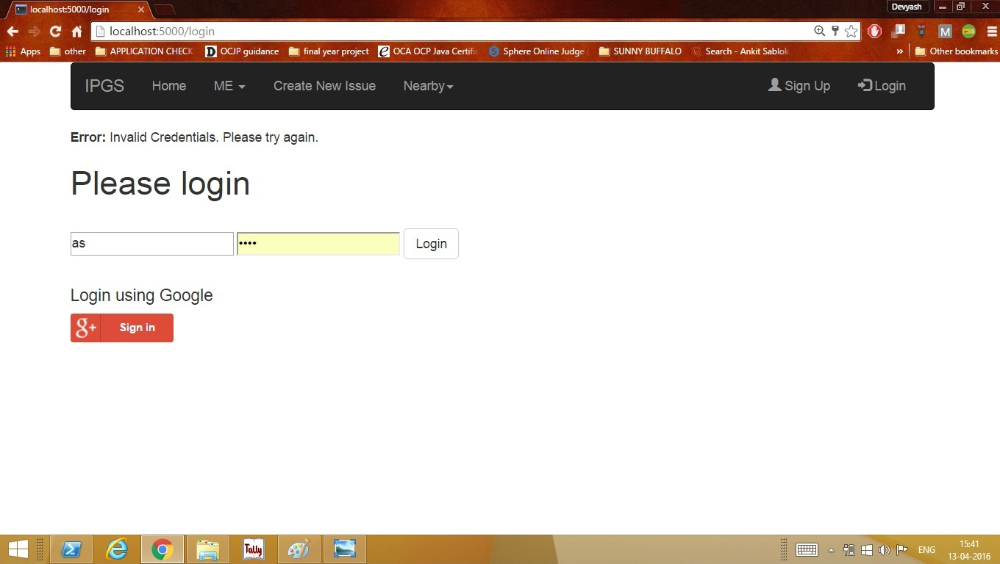 localhost:5000/login
Devyash
localhost:5000/login
M
Apps other APPLICATION CHECK D OCJP guidance final year project e OCA OCP Java Certific S Sphere Online Judge SUNNY BUFFALO Search - Ankit Sablok » Other bookmarks
IPGS Home ME Create New Issue Nearby Sign Up Login
Error: Invalid Credentials. Please try again.
Please login
as •••• Login
Login using Google
g+ Sign in
Tally
ENG
15:41
13-04-2016